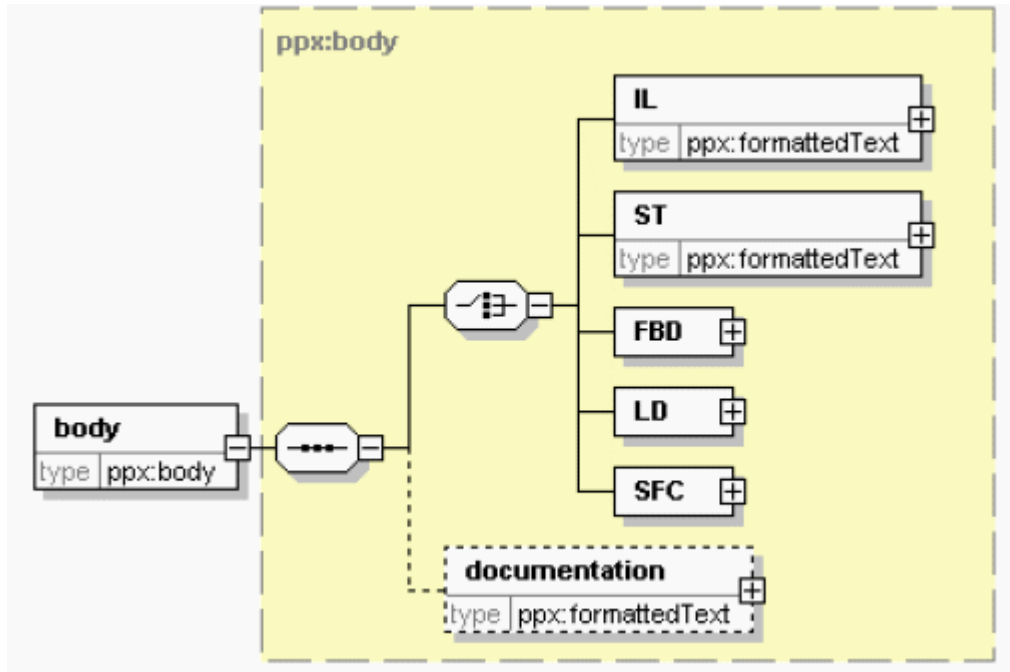 ppx:body
IL
type ppx:formattedText
ST
type ppx:formattedText
FBD
LD
body
type ppx:body
SFC
documentation
type ppx:formattedText